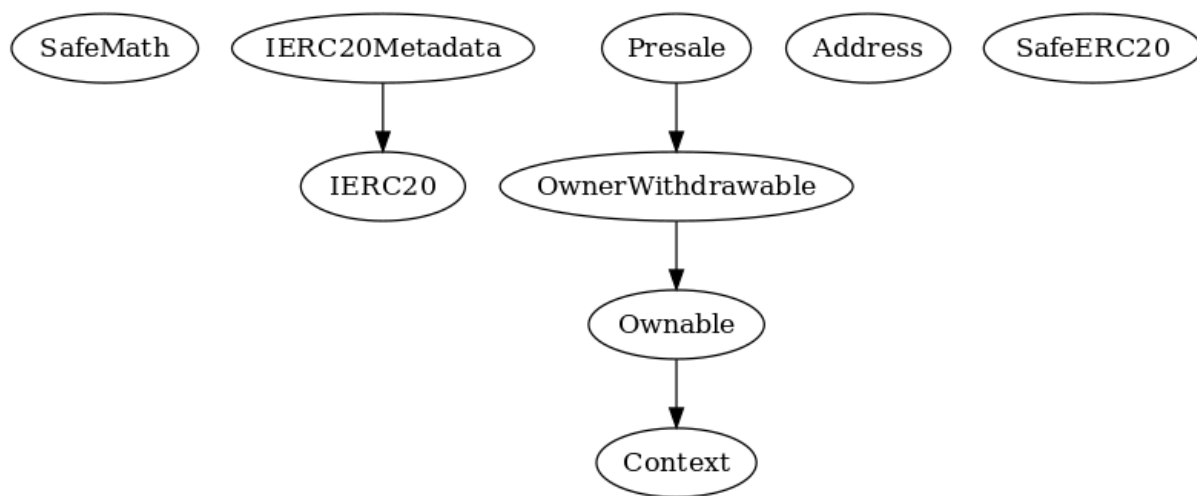 SafeMath
IERC20Metadata
Presale
Address
SafeERC20
IERC20
OwnerWithdrawable
Ownable
Context